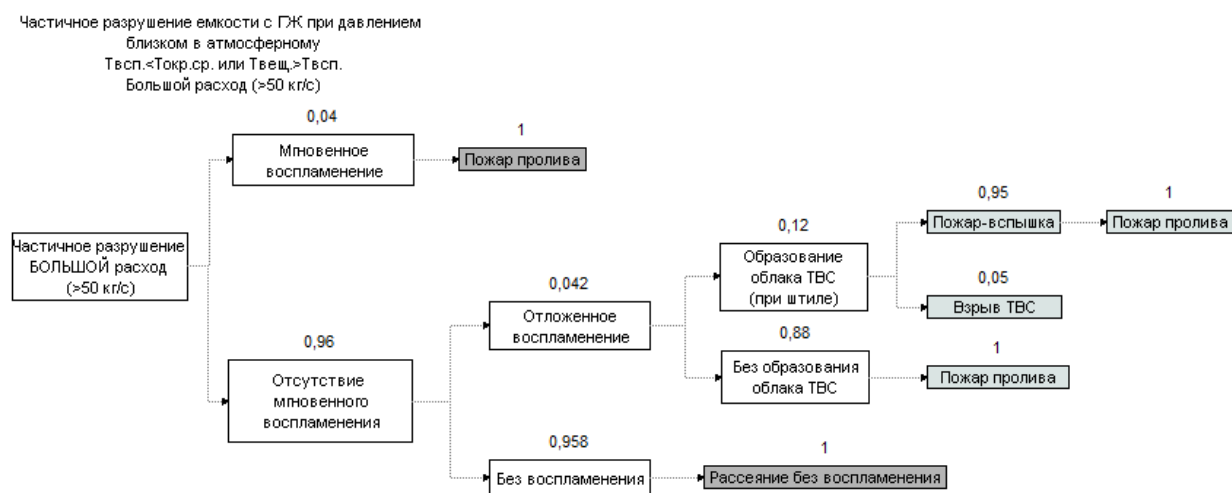 Частичное разрушение емкости с ГЖ при давлением
близком в атмосферному
Твсп.<Токр.ср. или Твещ.>Твсп.
Большой расход (>50 кг/с)
0,04
Мгновенное
воспламенение
1
Пожар пролива
Частичное разрушение
БОЛЬШОЙ расход
(>50 кг/с)
0,96
Отсутствие
мгновенного
воспламенения
0,042
Отложенное
воспламенение
0,12
Образование
облака ТВС
(при штиле)
0,95
Пожар-вспышка
1
Пожар пролива
0,05
Взрыв ТВС
0,88
Без образования
облака ТВС
1
Пожар пролива
0,958
Без воспламенения
1
Рассеяние без воспламенения